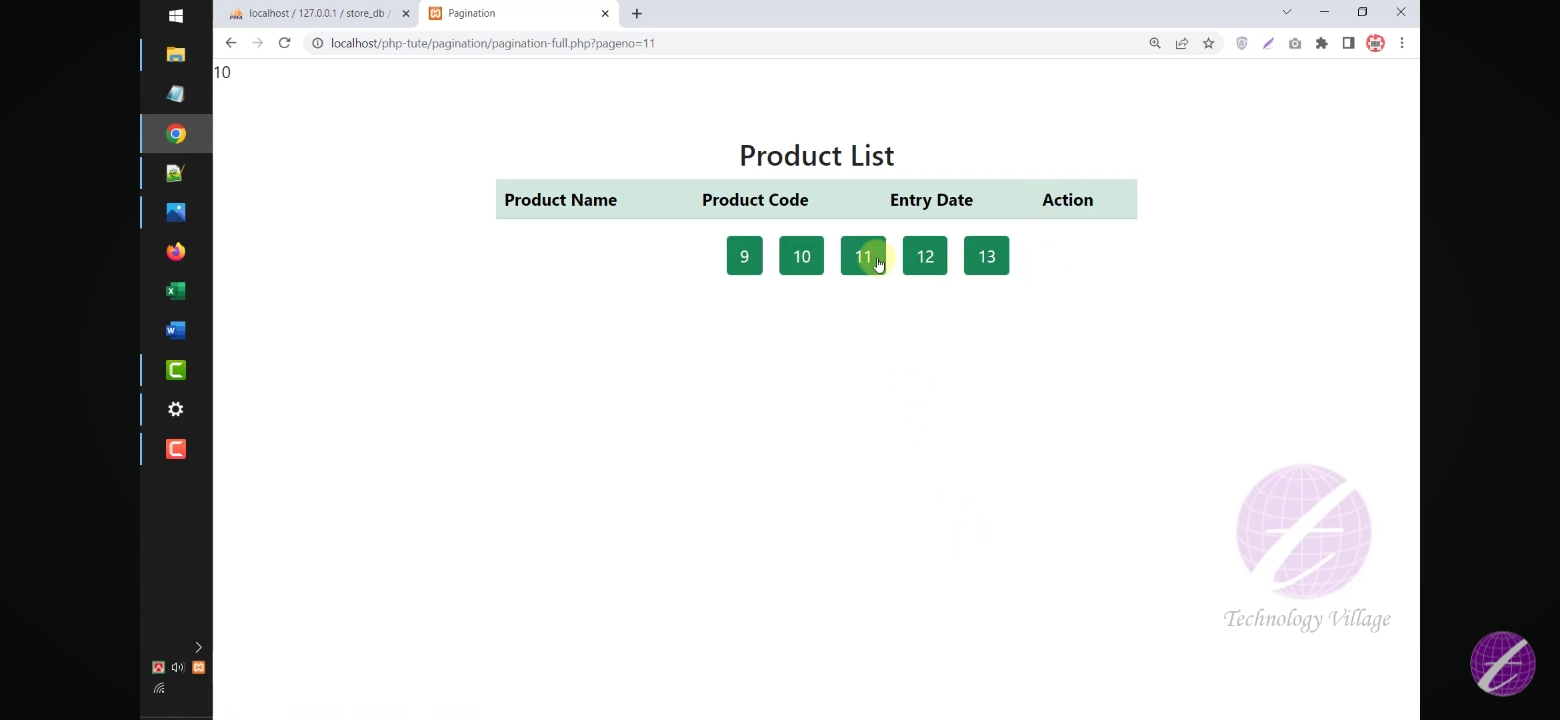 localhost / 127.0.0.1 / store_db /
Pagination
localhost/php-tute/pagination/pagination-full.php?pageno=11
10
Product List
Product Name Product Code Entry Date Action
9 10 11 12 13
Technology Village